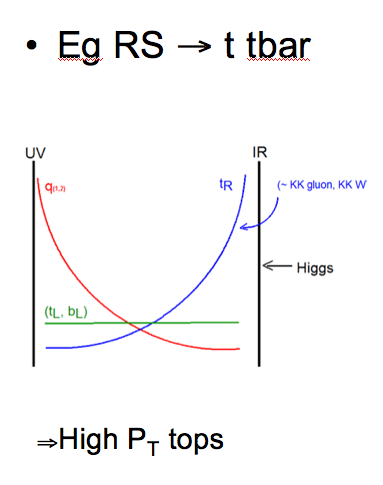 • Eg RS → t tbar
UV
IR
q(1,2)
tR
(~ KK gluon, KK W
Higgs
(tL, bL)
⇒High PT tops